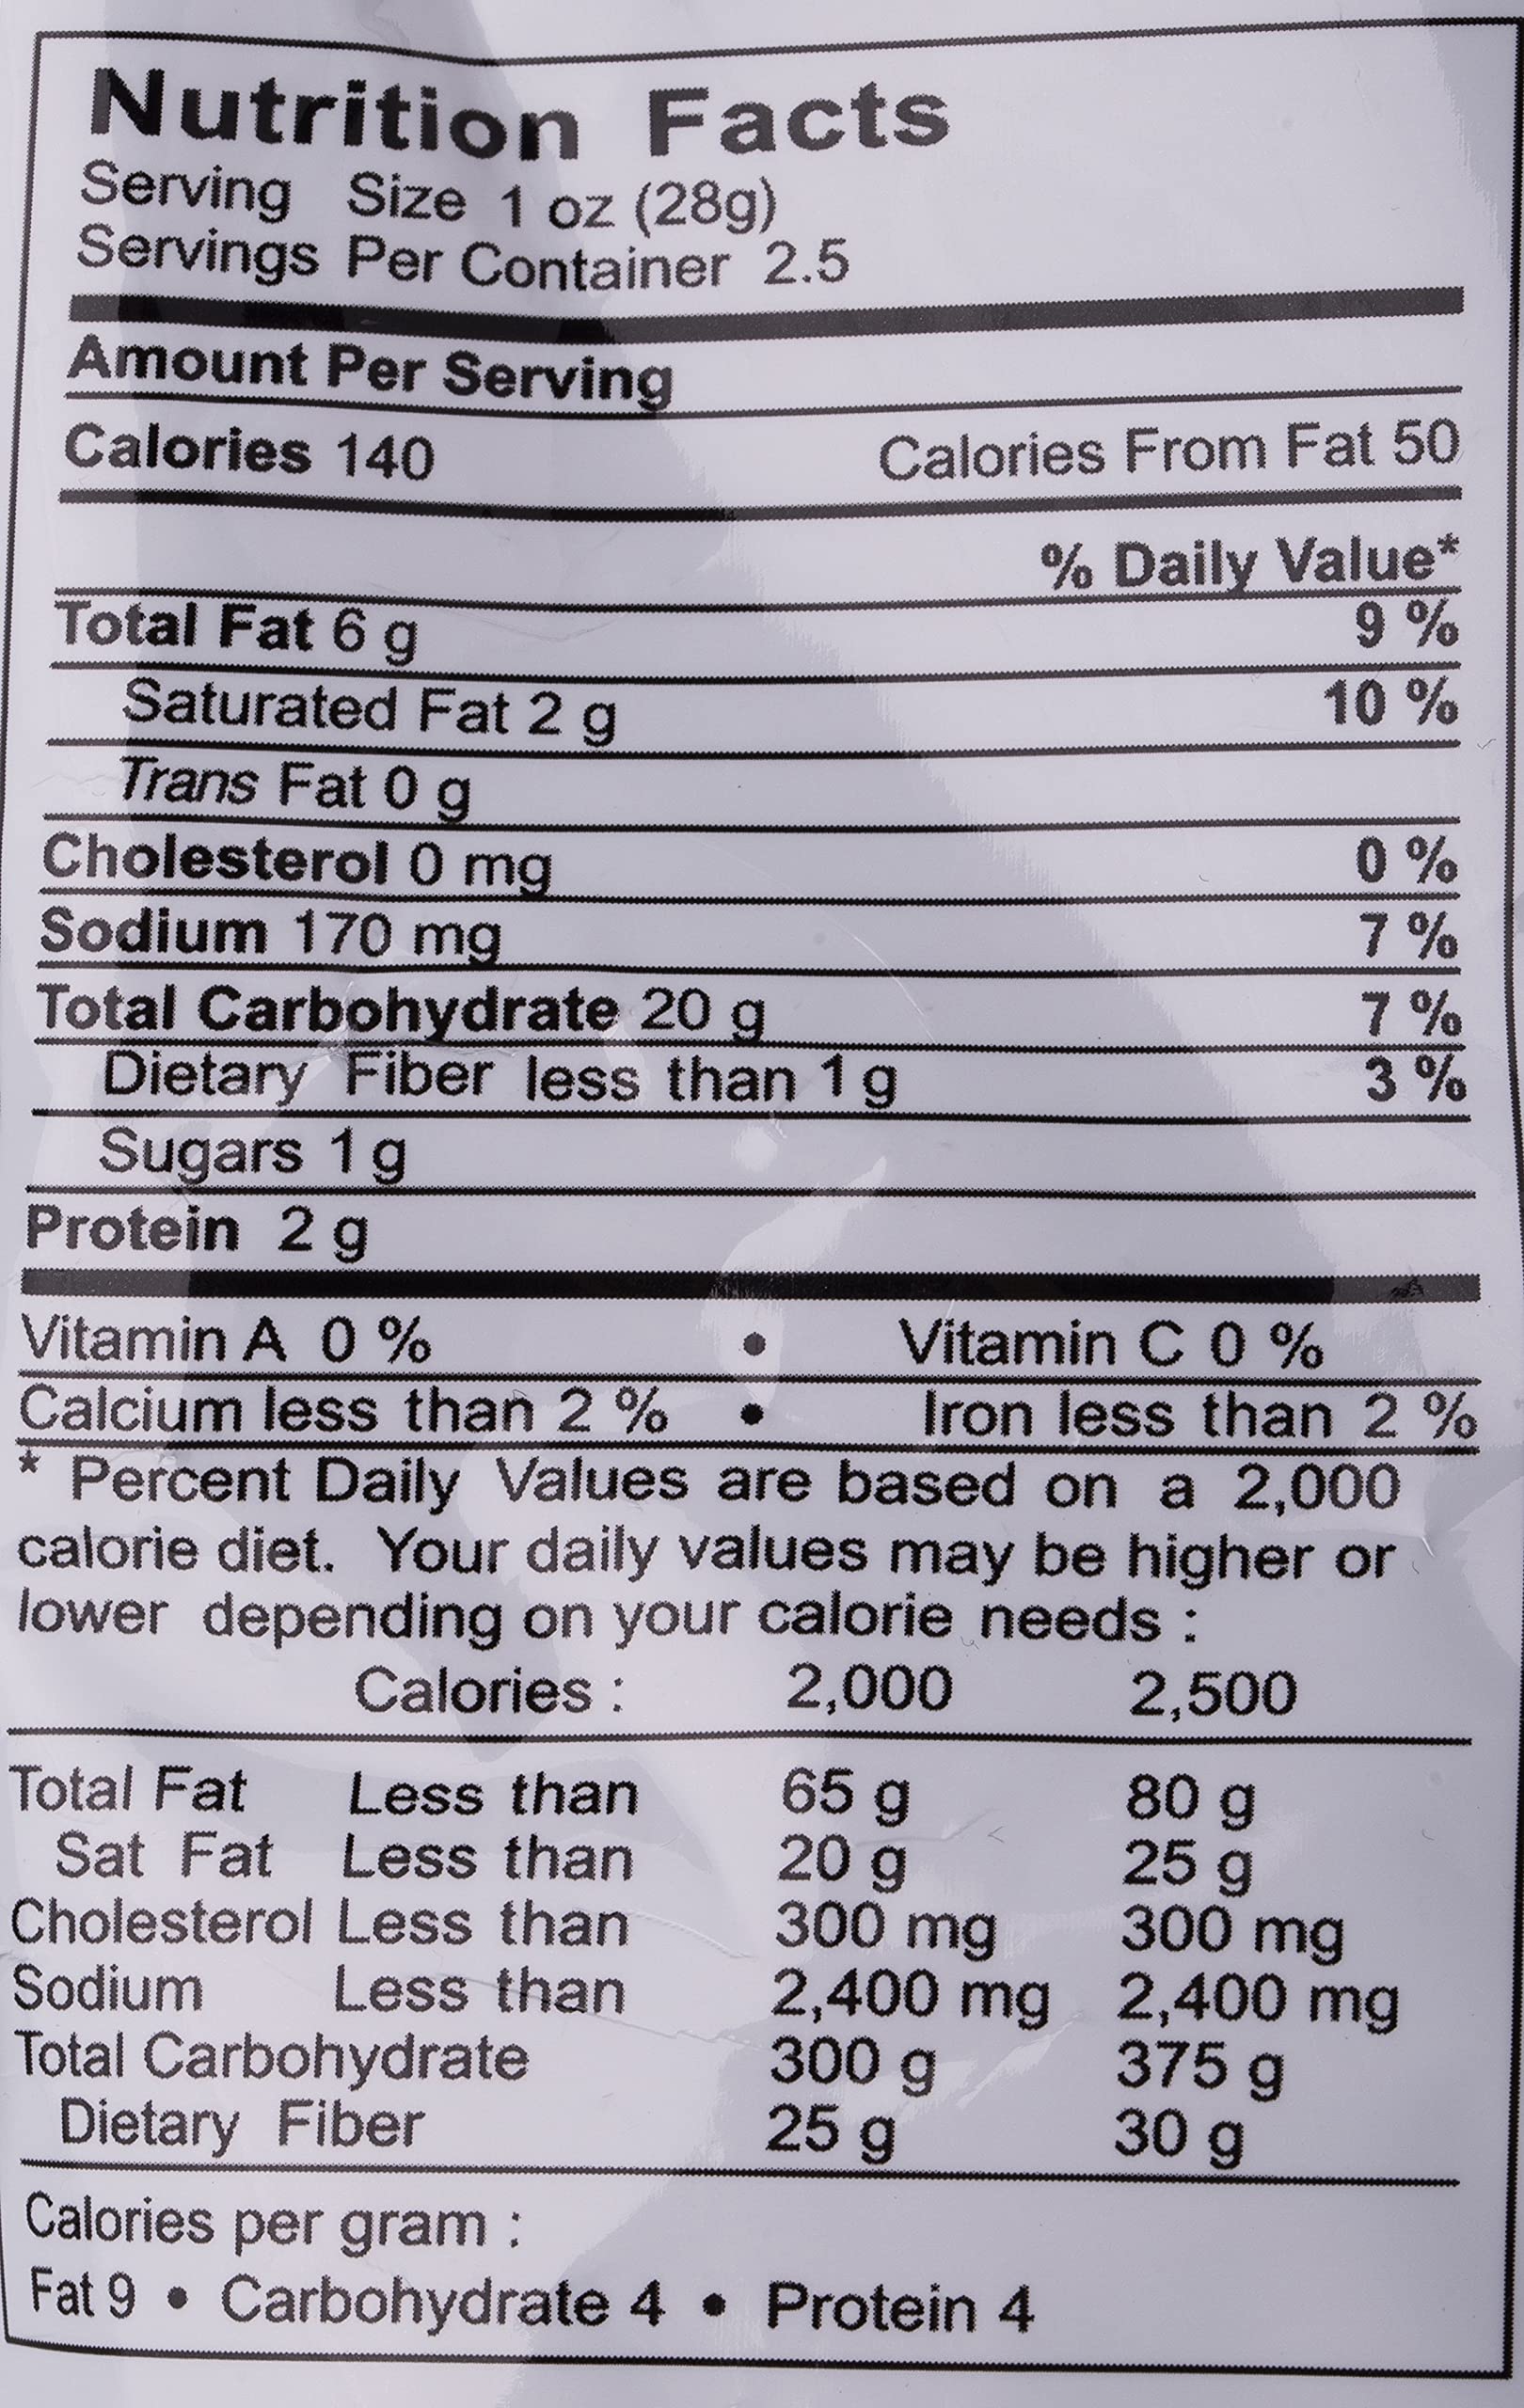 Nutrition Facts
Serving Size 1 oz (28g)
Servings Per Container 2.5
Amount Per Serving
Calories 140 Calories From Fat 50
% Daily Value*
Total Fat 6 g 9 %
Saturated Fat 2 g 10 %
Trans Fat 0 g
Cholesterol 0 mg 0 %
Sodium 170 mg 7 %
Total Carbohydrate 20 g 7 %
Dietary Fiber less than 1 g 3 %
Sugars 1 g
Protein 2 g
Vitamin A 0 % • Vitamin C 0 %
Calcium less than 2 % • Iron less than 2 %
* Percent Daily Values are based on a 2,000
calorie diet. Your daily values may be higher or
lower depending on your calorie needs :
Calories : 2,000 2,500
Total Fat Less than 65 g 80 g
Sat Fat Less than 20 g 25 g
Cholesterol Less than 300 mg 300 mg
Sodium Less than 2,400 mg 2,400 mg
Total Carbohydrate 300 g 375 g
Dietary Fiber 25 g 30 g
Calories per gram :
Fat 9 • Carbohydrate 4 • Protein 4